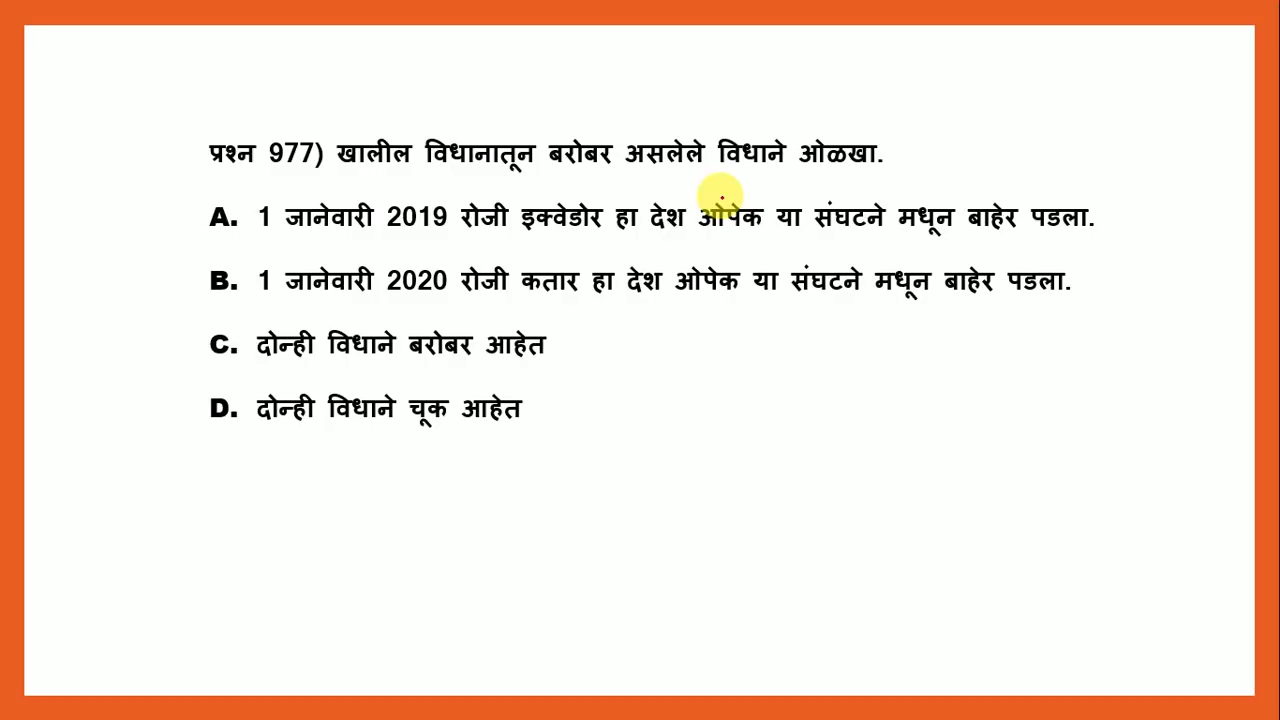 प्रश्न 977) खालील विधानातून बरोबर असलेले विधाने ओळखा.
A. 1 जानेवारी 2019 रोजी इक्वेडोर हा देश ओपेक या संघटने मधून बाहेर पडला.
B. 1 जानेवारी 2020 रोजी कतार हा देश ओपेक या संघटने मधून बाहेर पडला.
C. दोन्ही विधाने बरोबर आहेत
D. दोन्ही विधाने चूक आहेत